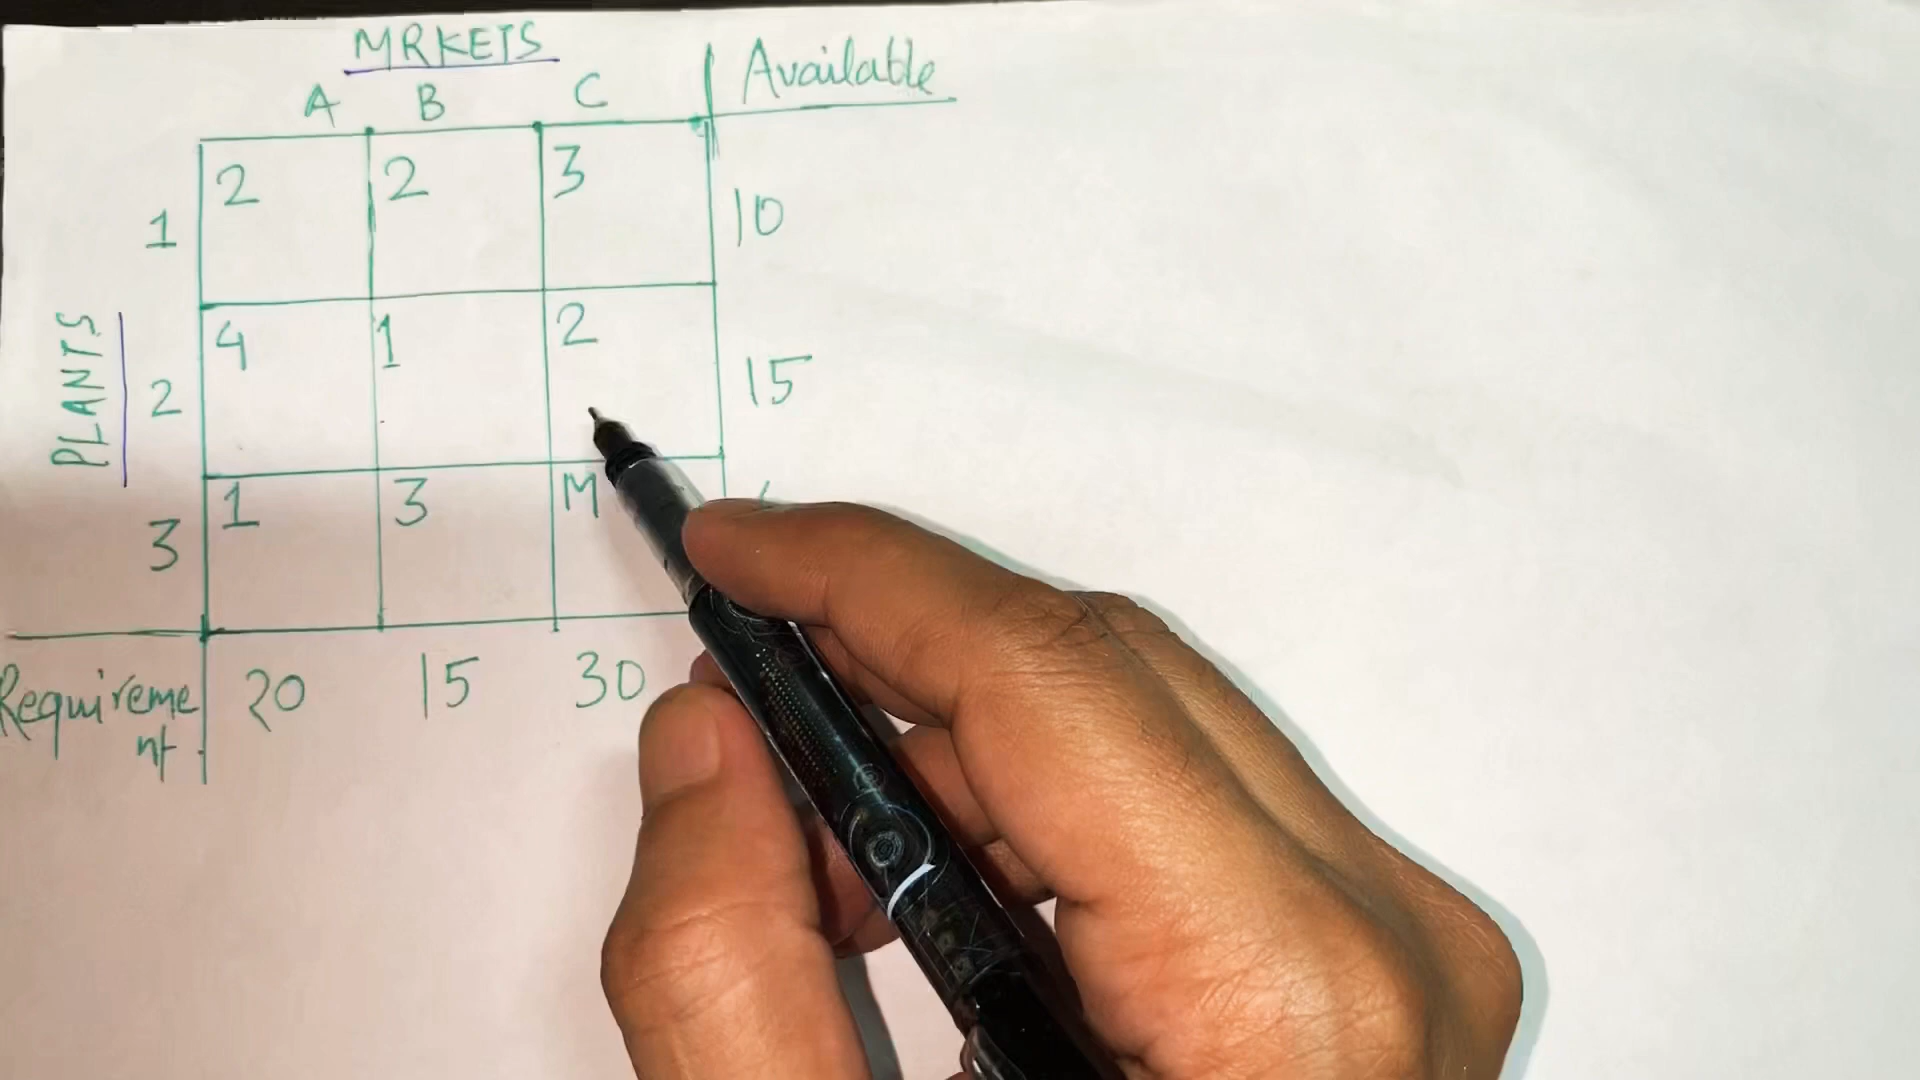 MRKETS
A B C Available
1 2 2 3 10
PLANTS
2 4 1 2 15
3 1 3 M
Requireme 20 15 30
nt